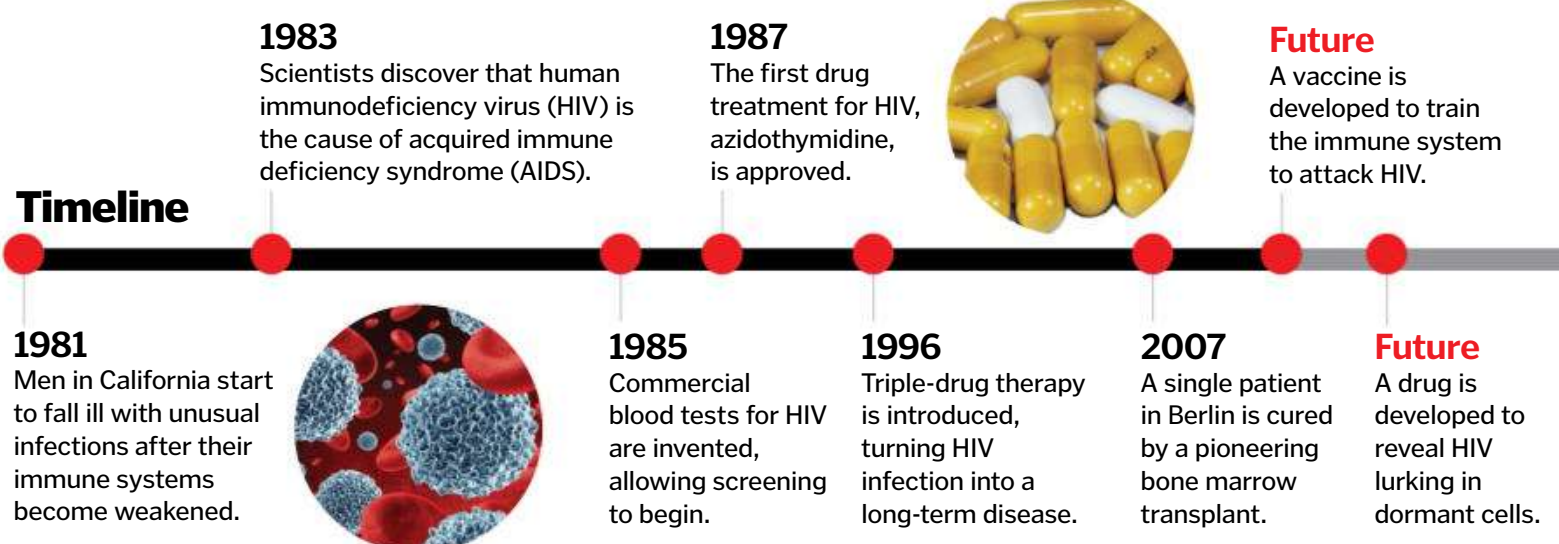 Timeline
1981
Men in California start
to fall ill with unusual
infections after their
immune systems
become weakened.
1983
Scientists discover that human
immunodeficiency virus (HIV) is
the cause of acquired immune
deficiency syndrome (AIDS).
1985
Commercial
blood tests for HIV
are invented,
allowing screening
to begin.
1987
The first drug
treatment for HIV,
azidothymidine,
is approved.
1996
Triple-drug therapy
is introduced,
turning HIV
infection into a
long-term disease.
2007
A single patient
in Berlin is cured
by a pioneering
bone marrow
transplant.
Future
A vaccine is
developed to train
the immune system
to attack HIV.
Future
A drug is
developed to
reveal HIV
lurking in
dormant cells.